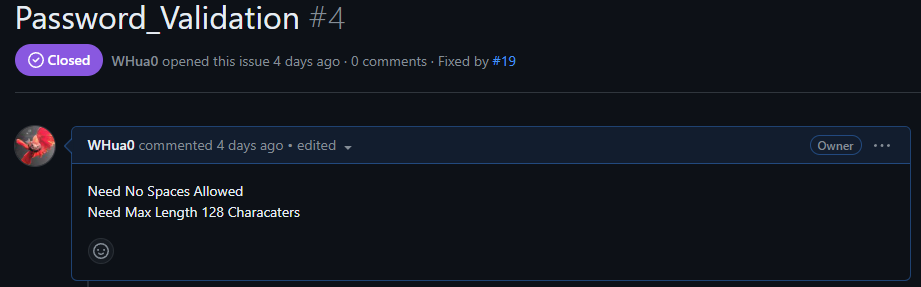 Password_Validation #4
Closed WHua0 opened this issue 4 days ago · 0 comments · Fixed by #19
WHua0 commented 4 days ago • edited Owner ...
Need No Spaces Allowed
Need Max Length 128 Characaters